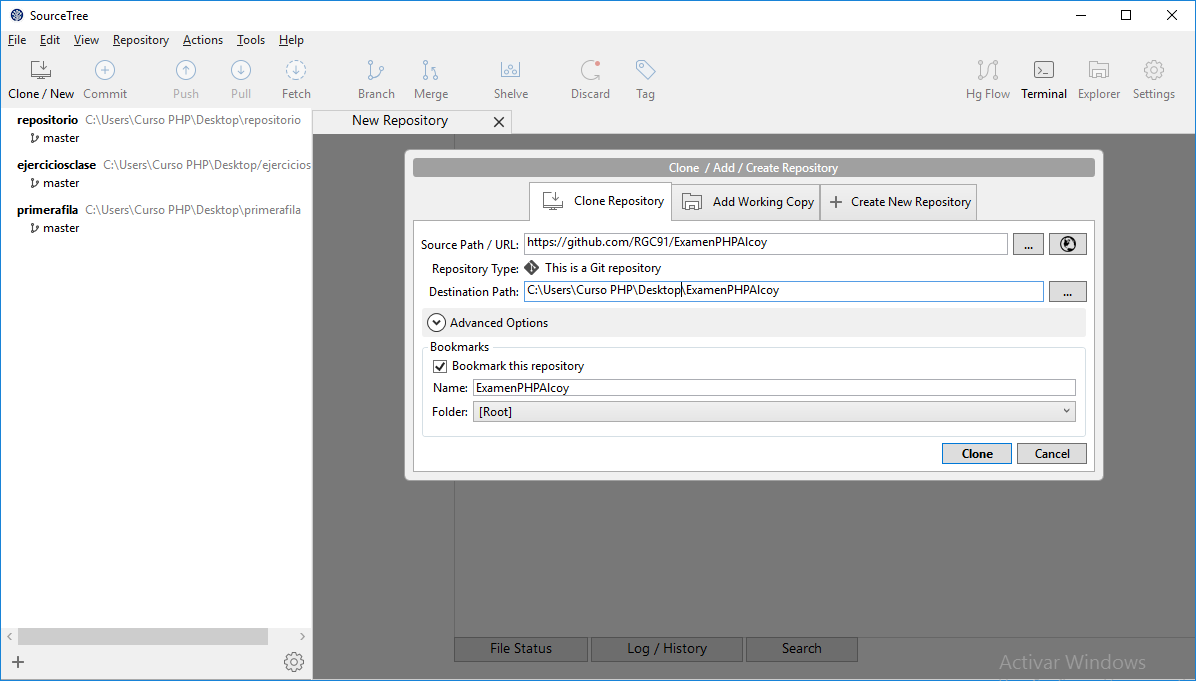 SourceTree
File Edit View Repository Actions Tools Help
Clone / New Commit Push Pull Fetch Branch Merge Shelve Discard Tag Hg Flow Terminal Explorer Settings
repositorio C:\Users\Curso PHP\Desktop\repositorio
master
ejerciciosclase C:\Users\Curso PHP\Desktop/ejercicios
master
primerafila C:\Users\Curso PHP\Desktop\primerafila
master
New Repository
Clone / Add / Create Repository
Clone Repository Add Working Copy Create New Repository
Source Path / URL: https://github.com/RGC91/ExamenPHPAlcoy ...
Repository Type: This is a Git repository
Destination Path: C:\Users\Curso PHP\Desktop\ExamenPHPAlcoy ...
Advanced Options
Bookmarks
Bookmark this repository
Name: ExamenPHPAlcoy
Folder: [Root]
Clone Cancel
File Status Log / History Search
Activar Windows